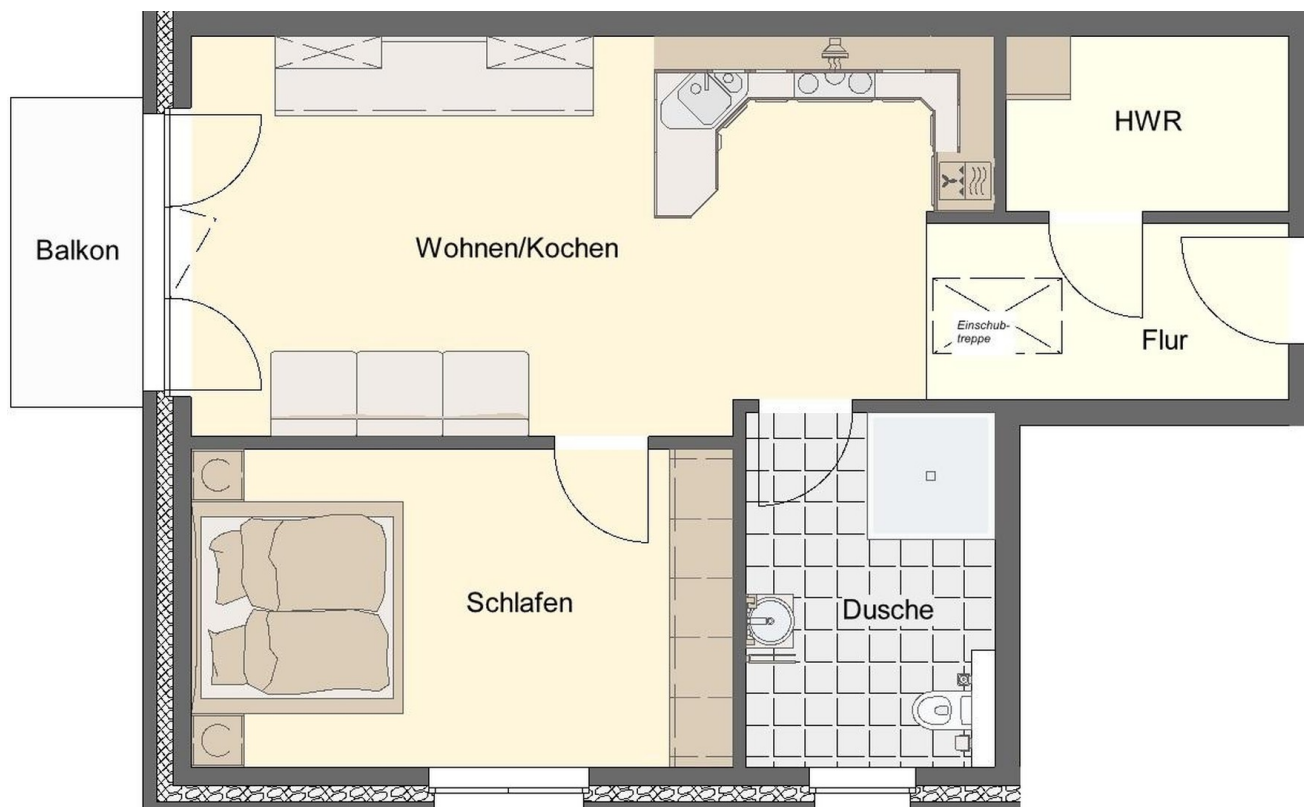 HWR
Balkon
Wohnen/Kochen
Einschub-
treppe
Flur
Schlafen
Dusche